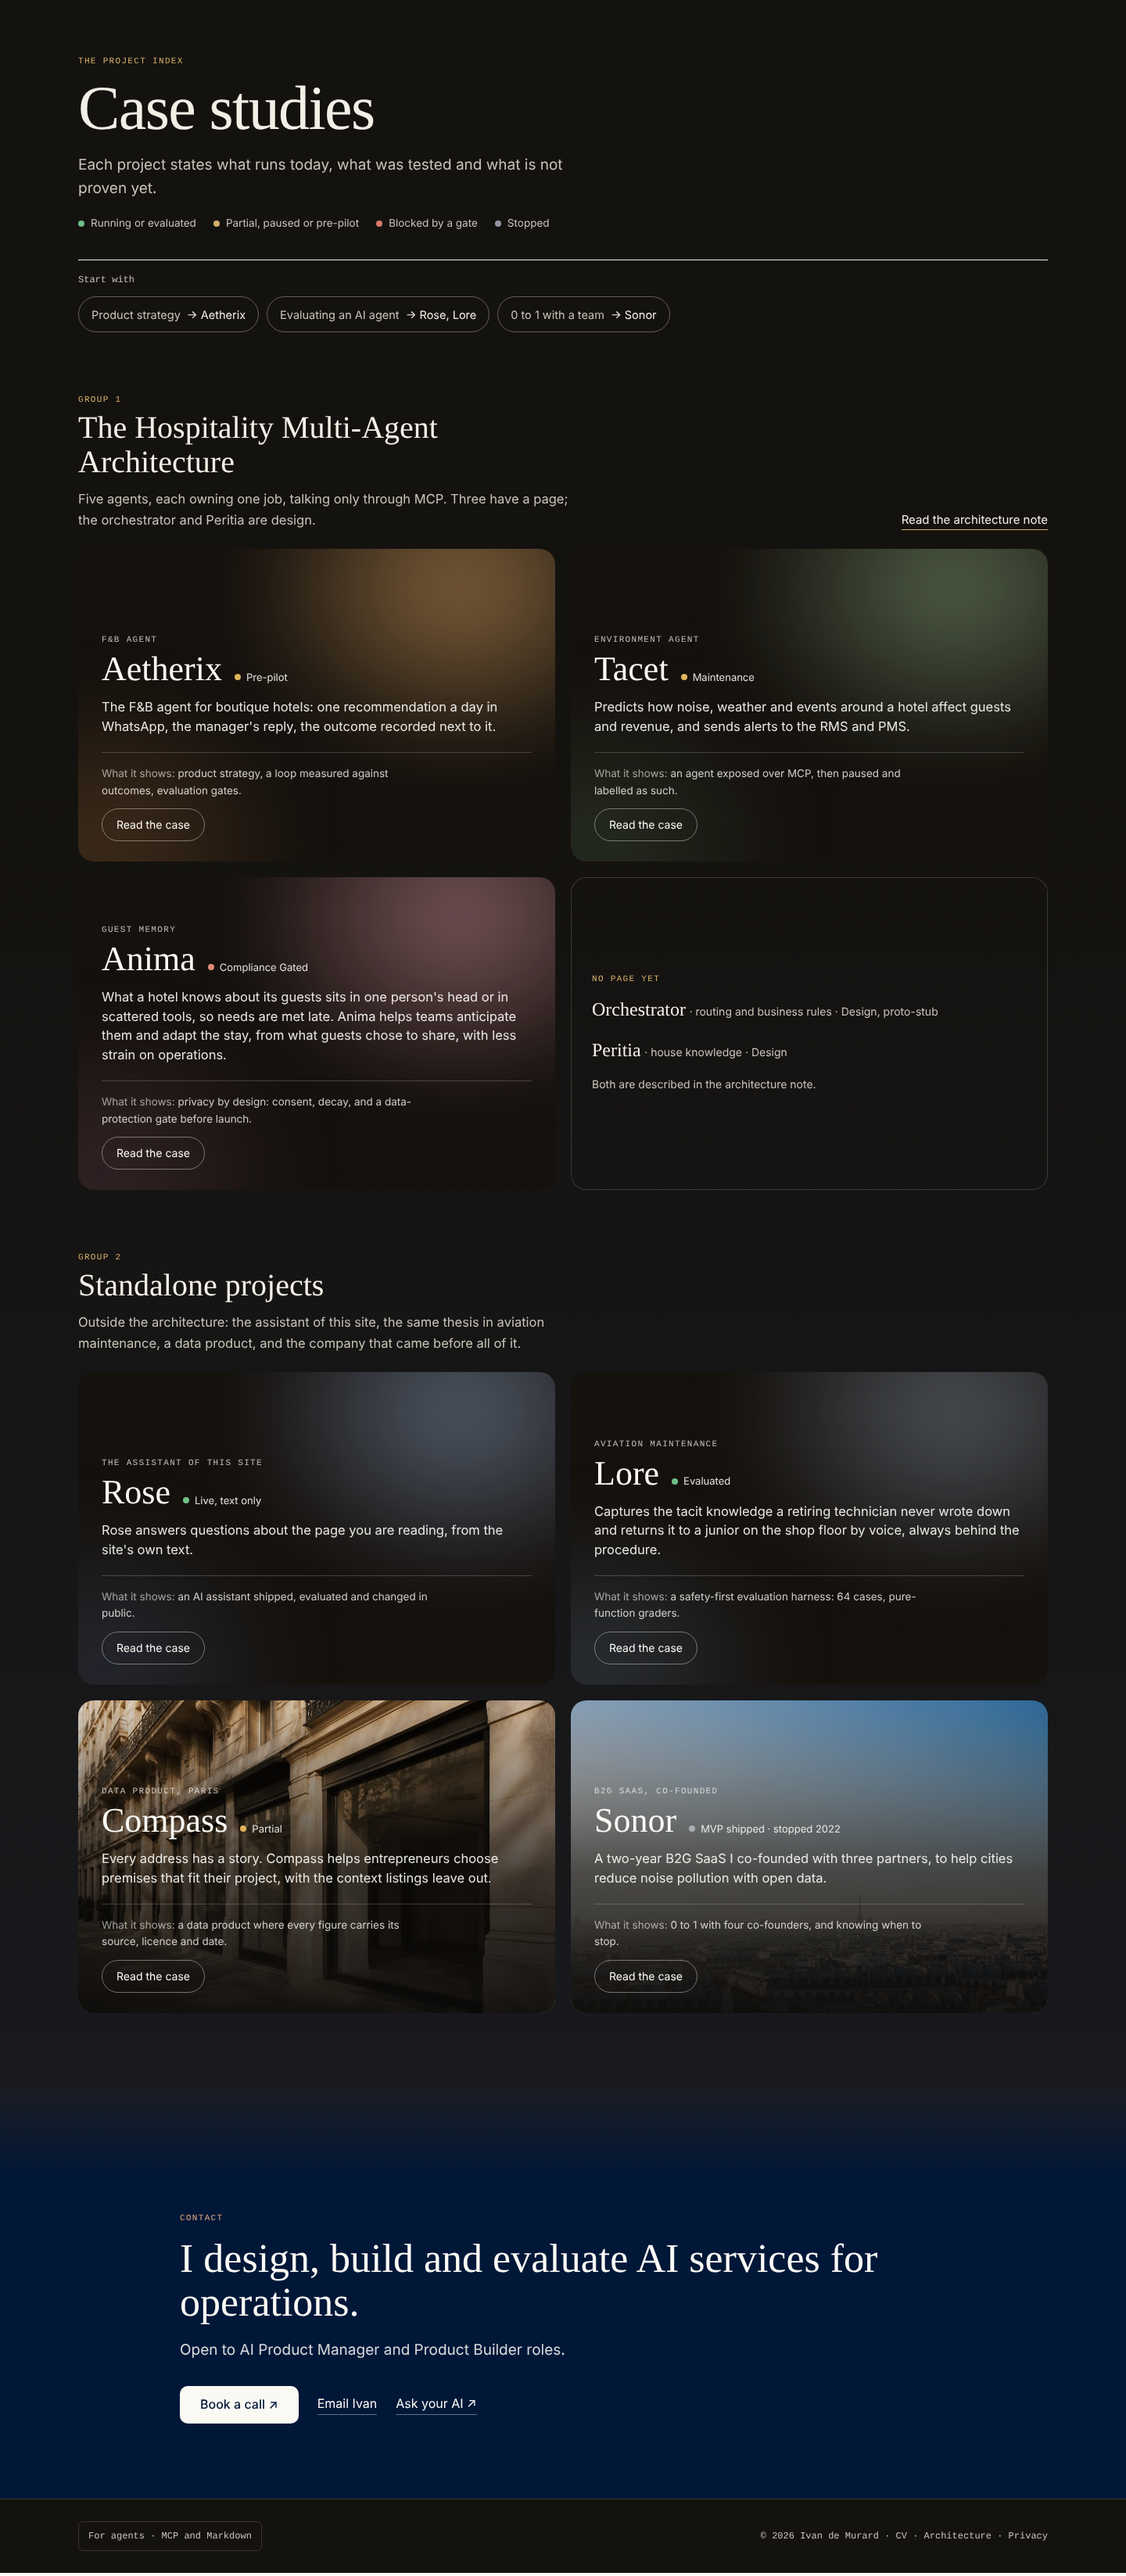 THE PROJECT INDEX
Case studies
Each project states what runs today, what was tested and what is not
proven yet.
Running or evaluated
Partial, paused or pre-pilot
Blocked by a gate
Stopped
Start with
Product strategy → Aetherix
Evaluating an AI agent → Rose, Lore
0 to 1 with a team → Sonor
GROUP 1
The Hospitality Multi-Agent
Architecture
Five agents, each owning one job, talking only through MCP. Three have a page;
the orchestrator and Peritia are design.
Read the architecture note
F&B AGENT
Aetherix
Pre-pilot
The F&B agent for boutique hotels: one recommendation a day in
WhatsApp, the manager's reply, the outcome recorded next to it.
What it shows: product strategy, a loop measured against
outcomes, evaluation gates.
Read the case
ENVIRONMENT AGENT
Tacet
Maintenance
Predicts how noise, weather and events around a hotel affect guests
and revenue, and sends alerts to the RMS and PMS.
What it shows: an agent exposed over MCP, then paused and
labelled as such.
Read the case
GUEST MEMORY
Anima
Compliance Gated
What a hotel knows about its guests sits in one person's head or in
scattered tools, so needs are met late. Anima helps teams anticipate
them and adapt the stay, from what guests chose to share, with less
strain on operations.
What it shows: privacy by design: consent, decay, and a data-
protection gate before launch.
Read the case
NO PAGE YET
Orchestrator · routing and business rules · Design, proto-stub
Peritia · house knowledge · Design
Both are described in the architecture note.
GROUP 2
Standalone projects
Outside the architecture: the assistant of this site, the same thesis in aviation
maintenance, a data product, and the company that came before all of it.
THE ASSISTANT OF THIS SITE
Rose
Live, text only
Rose answers questions about the page you are reading, from the
site's own text.
What it shows: an AI assistant shipped, evaluated and changed in
public.
Read the case
AVIATION MAINTENANCE
Lore
Evaluated
Captures the tacit knowledge a retiring technician never wrote down
and returns it to a junior on the shop floor by voice, always behind the
procedure.
What it shows: a safety-first evaluation harness: 64 cases, pure-
function graders.
Read the case
DATA PRODUCT, PARIS
Compass
Partial
Every address has a story. Compass helps entrepreneurs choose
premises that fit their project, with the context listings leave out.
What it shows: a data product where every figure carries its
source, licence and date.
Read the case
B2G SAAS, CO-FOUNDED
Sonor
MVP shipped · stopped 2022
A two-year B2G SaaS I co-founded with three partners, to help cities
reduce noise pollution with open data.
What it shows: 0 to 1 with four co-founders, and knowing when to
stop.
Read the case
CONTACT
I design, build and evaluate AI services for
operations.
Open to AI Product Manager and Product Builder roles.
Book a call ↗
Email Ivan
Ask your AI ↗
For agents · MCP and Markdown
© 2026 Ivan de Murard · CV · Architecture · Privacy